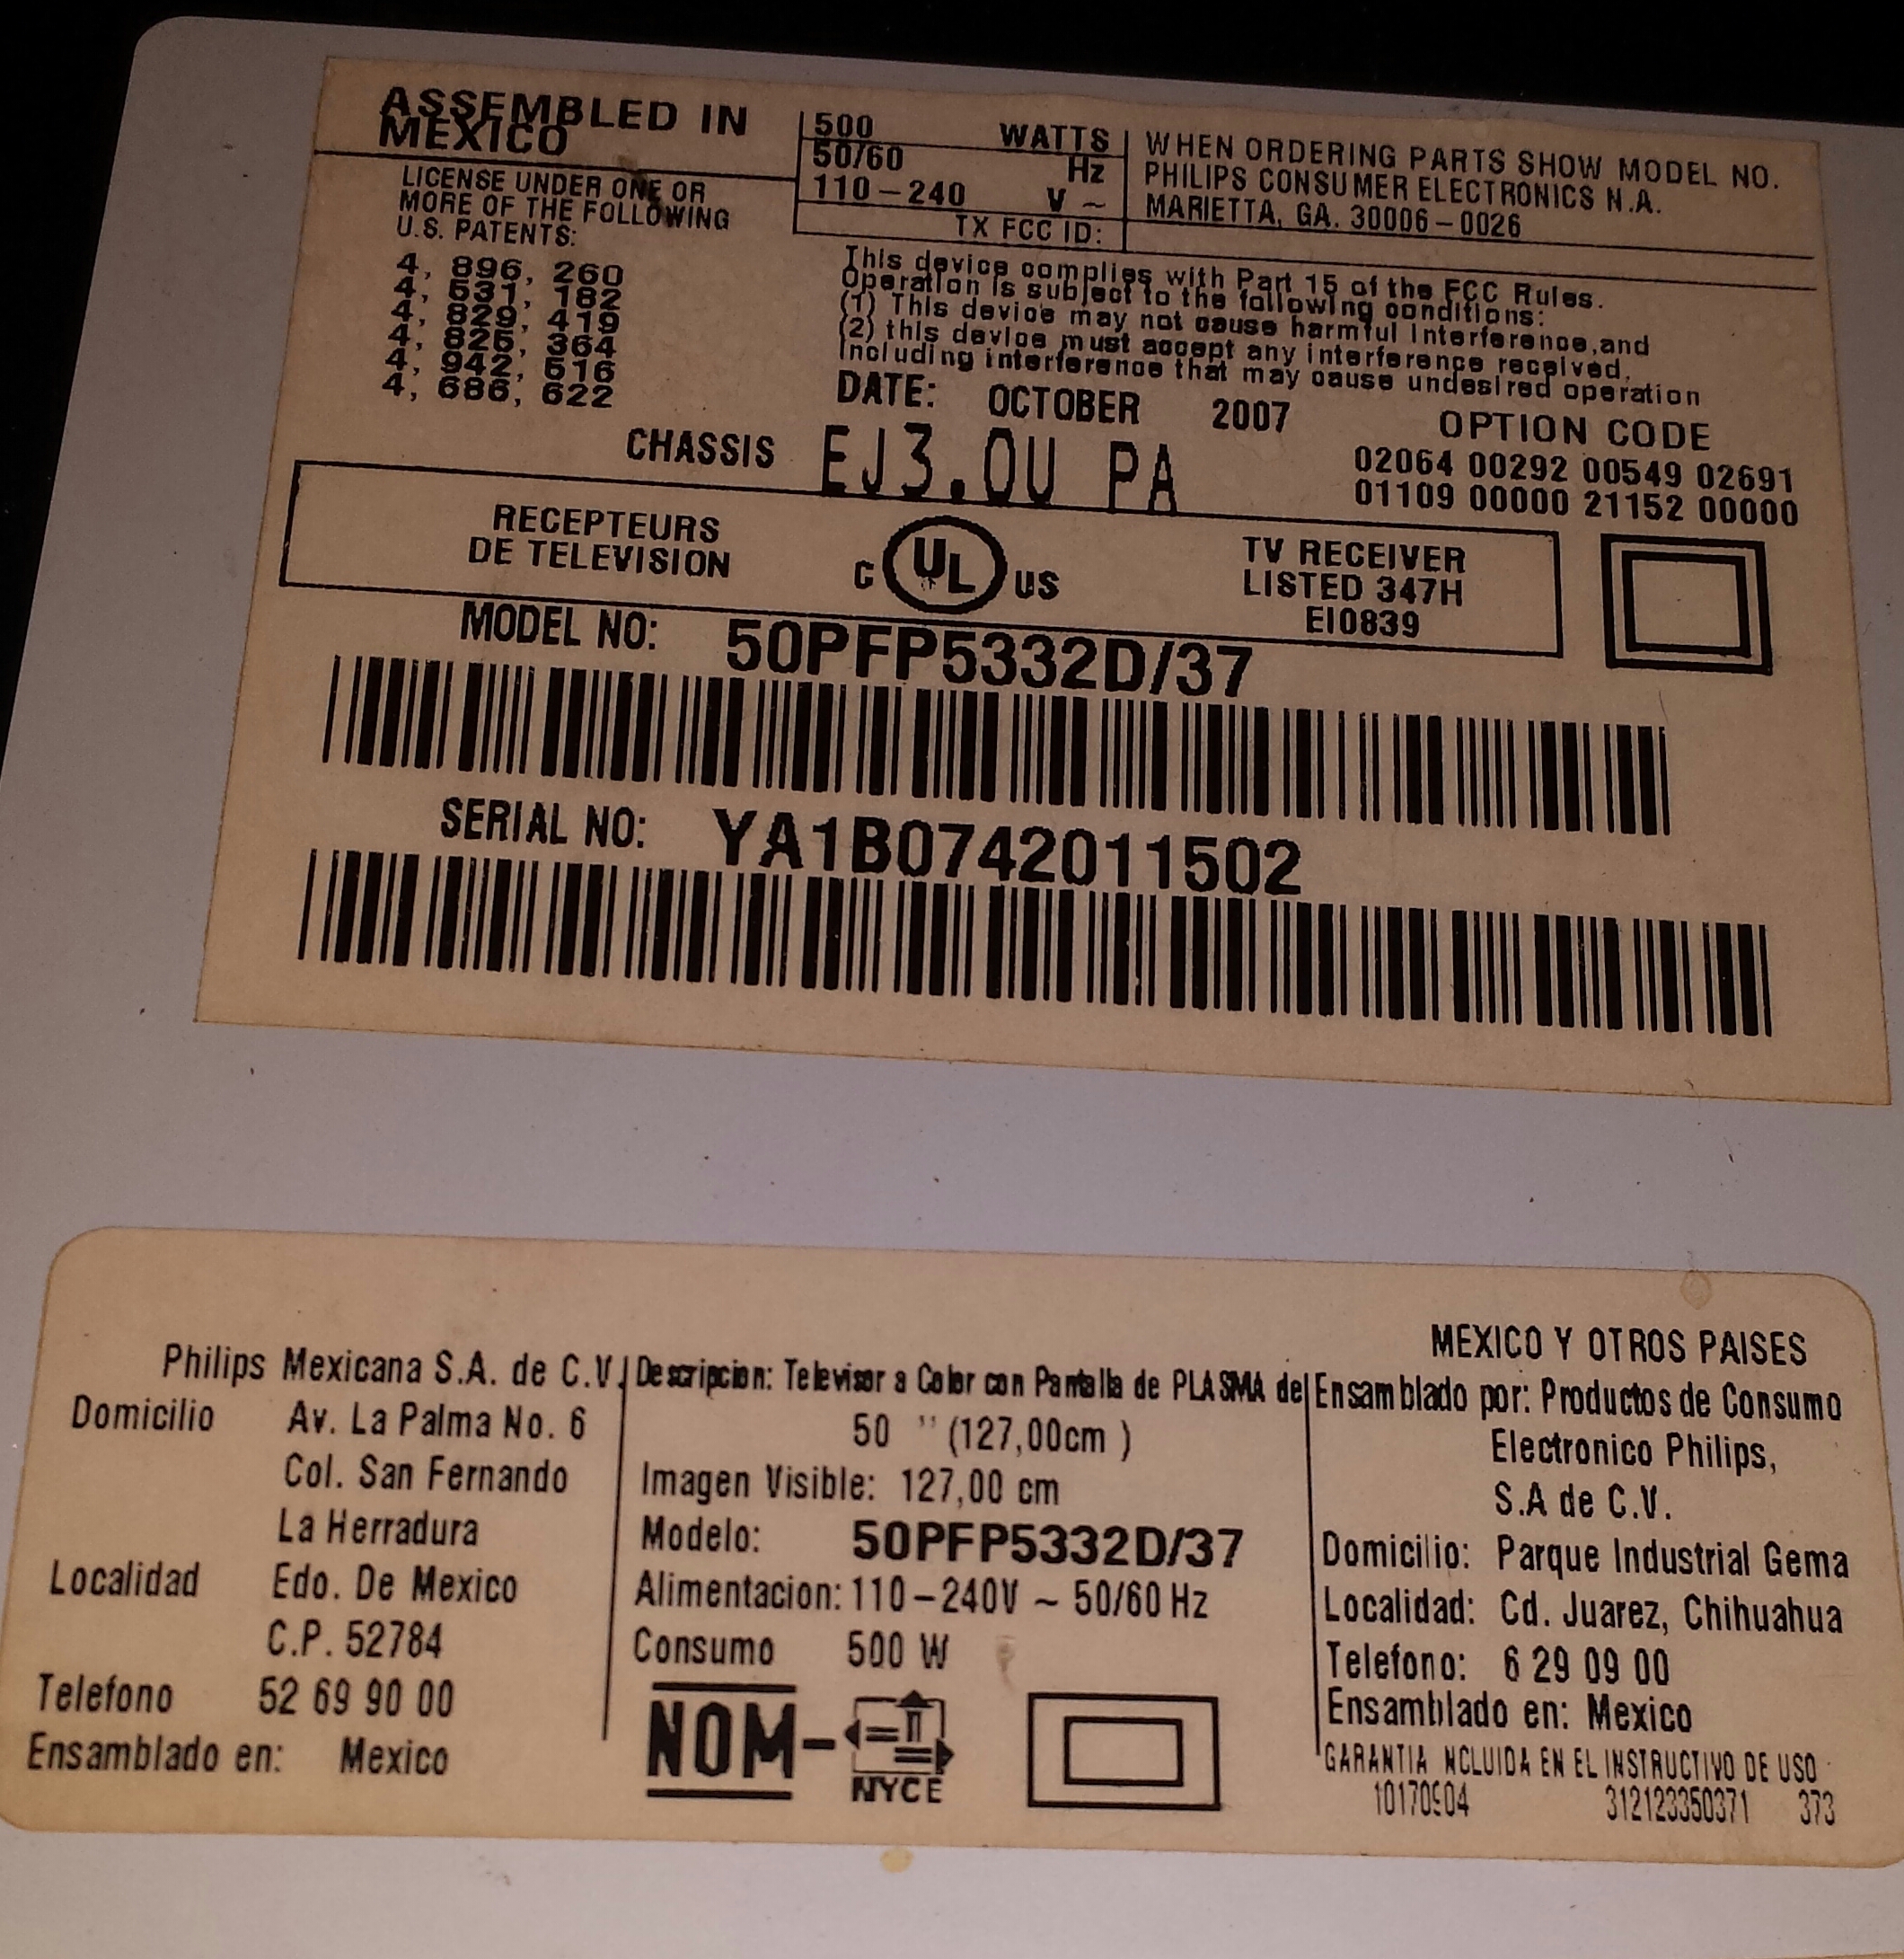 ASSEMBLED IN
MEXICO
500 WATTS
50/60 Hz
110-240 V ~
TX FCC ID:
WHEN ORDERING PARTS SHOW MODEL NO.
PHILIPS CONSUMER ELECTRONICS N.A.
MARIETTA, GA. 30006-0026
LICENSE UNDER ONE OR
MORE OF THE FOLLOWING
U.S. PATENTS:
4, 896, 260
4, 631, 182
4, 829, 419
4, 825, 364
4, 942, 516
4, 686, 622
This device complies with Part 15 of the FCC Rules.
Operation is subject to the following conditions:
(1) This device may not cause harmful Interference,and
(2) this device must accept any interference received,
Including interference that may cause undesired operation
DATE: OCTOBER 2007
OPTION CODE
02064 00292 00549 02691
01109 00000 21152 00000
CHASSIS EJ3.0U PA
RECEPTEURS
DE TELEVISION
C UL US
TV RECEIVER
LISTED 347H
EI0839
MODEL NO: 50PFP5332D/37
SERIAL NO: YA1B0742011502
Philips Mexicana S.A. de C.V.
Domicilio Av. La Palma No. 6
Col. San Fernando
La Herradura
Localidad Edo. De Mexico
C.P. 52784
Telefono 52 69 90 00
Ensamblado en: Mexico
Descripcion: Televisor a Color con Pantalla de PLASMA de
50 " (127,00cm )
Imagen Visible: 127,00 cm
Modelo: 50PFP5332D/37
Alimentacion: 110-240V ~ 50/60 Hz
Consumo 500 W
NOM-
NYCE
MEXICO Y OTROS PAISES
Ensamblado por: Productos de Consumo
Electronico Philips,
S.A de C.V.
Domicilio: Parque Industrial Gema
Localidad: Cd. Juarez, Chihuahua
Telefono: 6 29 09 00
Ensamblado en: Mexico
GARANTIA NCLUIDA EN EL INSTRUCTIVO DE USO
10170904 312123350371 373